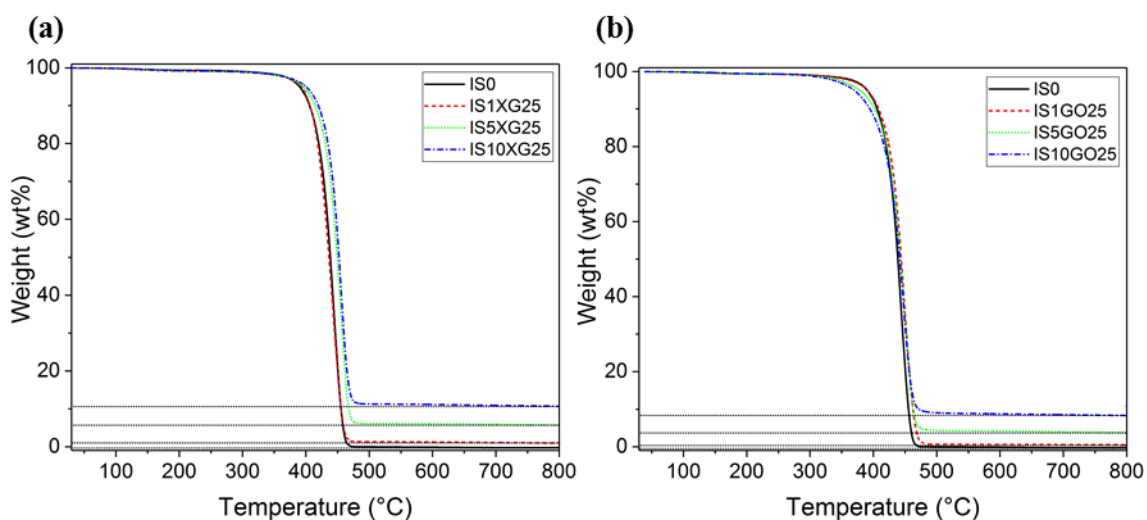 (a)
100
80
60
40
20
0
Weight (wt%)
IS0
IS1XG25
IS5XG25
IS10XG25
100 200 300 400 500 600 700 800
Temperature (°C)
(b)
100
80
60
40
20
0
Weight (wt%)
IS0
IS1GO25
IS5GO25
IS10GO25
100 200 300 400 500 600 700 800
Temperature (°C)